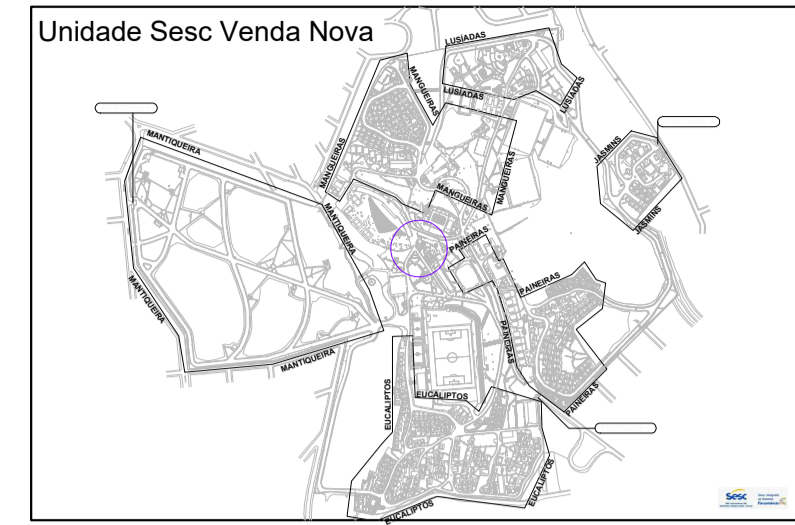 Unidade Sesc Venda Nova
LUSÍADAS
LUSÍADAS
LUSÍADAS
MANGUEIRAS
MANGUEIRAS
MANGUEIRAS
MANGUEIRAS
JASMINS
JASMINS
MANTIQUEIRA
MANTIQUEIRA
MANTIQUEIRA
MANTIQUEIRA
PAINEIRAS
PAINEIRAS
PAINEIRAS
PAINEIRAS
EUCALIPTOS
EUCALIPTOS
EUCALIPTOS
EUCALIPTOS
Sesc
Fecomércio